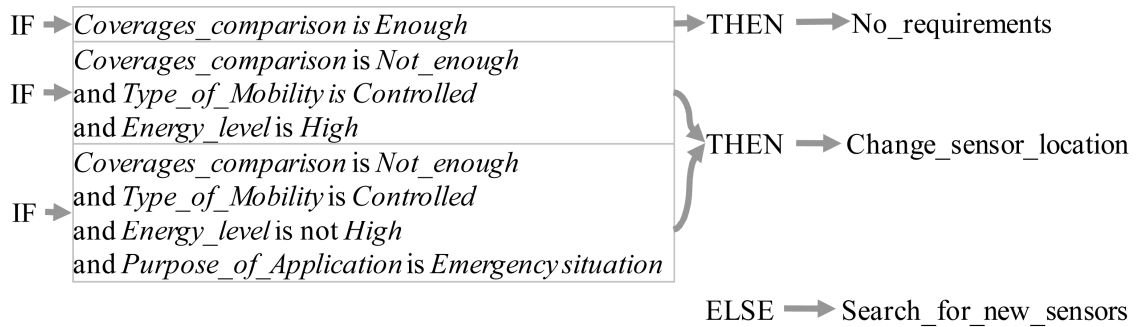 IF Coverages_comparison is Enough THEN No_requirements
Coverages_comparison is Not_enough
IF and Type_of_Mobility is Controlled
and Energy_level is High
THEN Change_sensor_location
Coverages_comparison is Not_enough
and Type_of_Mobility is Controlled
IF and Energy_level is not High
and Purpose_of_Application is Emergency situation
ELSE Search_for_new_sensors